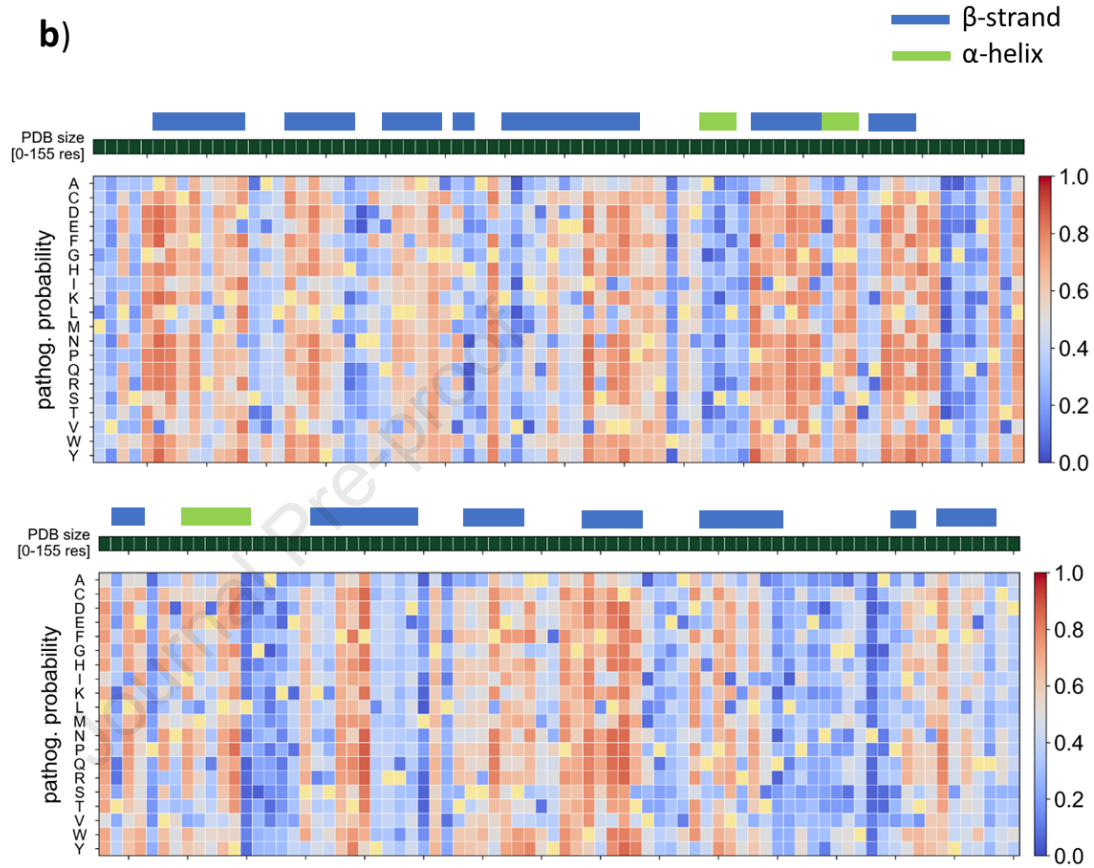 b)
β-strand
α-helix
PDB size
[0-155 res]
pathog. probability
A
C
D
E
F
G
H
I
K
L
M
N
P
Q
R
S
T
V
W
Y
1.0
0.8
0.6
0.4
0.2
0.0
PDB size
[0-155 res]
pathog. probability
A
C
D
E
F
G
H
I
K
L
M
N
P
Q
R
S
T
V
W
Y
1.0
0.8
0.6
0.4
0.2
0.0
Journal Pre-proof